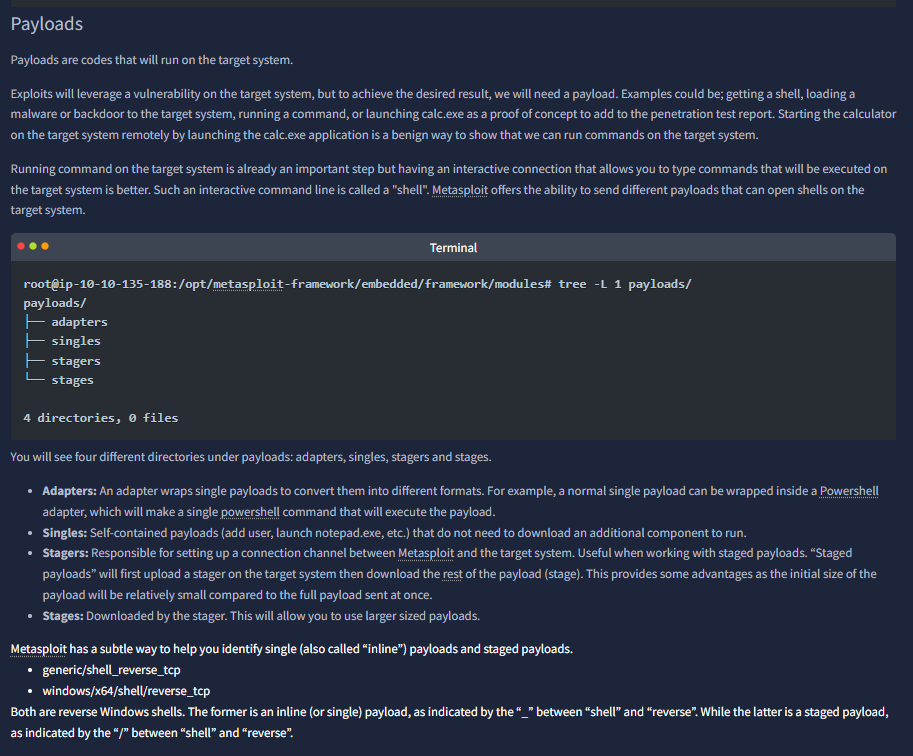 Payloads
Payloads are codes that will run on the target system.
Exploits will leverage a vulnerability on the target system, but to achieve the desired result, we will need a payload. Examples could be; getting a shell, loading a
malware or backdoor to the target system, running a command, or launching calc.exe as a proof of concept to add to the penetration test report. Starting the calculator
on the target system remotely by launching the calc.exe application is a benign way to show that we can run commands on the target system.
Running command on the target system is already an important step but having an interactive connection that allows you to type commands that will be executed on
the target system is better. Such an interactive command line is called a "shell". Metasploit offers the ability to send different payloads that can open shells on the
target system.
Terminal
root@ip-10-10-135-188:/opt/metasploit-framework/embedded/framework/modules# tree -L 1 payloads/
payloads/
├── adapters
├── singles
├── stagers
└── stages
4 directories, 0 files
You will see four different directories under payloads: adapters, singles, stagers and stages.
• Adapters: An adapter wraps single payloads to convert them into different formats. For example, a normal single payload can be wrapped inside a Powershell
adapter, which will make a single powershell command that will execute the payload.
• Singles: Self-contained payloads (add user, launch notepad.exe, etc.) that do not need to download an additional component to run.
• Stagers: Responsible for setting up a connection channel between Metasploit and the target system. Useful when working with staged payloads. “Staged
payloads” will first upload a stager on the target system then download the rest of the payload (stage). This provides some advantages as the initial size of the
payload will be relatively small compared to the full payload sent at once.
• Stages: Downloaded by the stager. This will allow you to use larger sized payloads.
Metasploit has a subtle way to help you identify single (also called “inline”) payloads and staged payloads.
• generic/shell_reverse_tcp
• windows/x64/shell/reverse_tcp
Both are reverse Windows shells. The former is an inline (or single) payload, as indicated by the “_” between “shell” and “reverse”. While the latter is a staged payload,
as indicated by the “/” between “shell” and “reverse”.